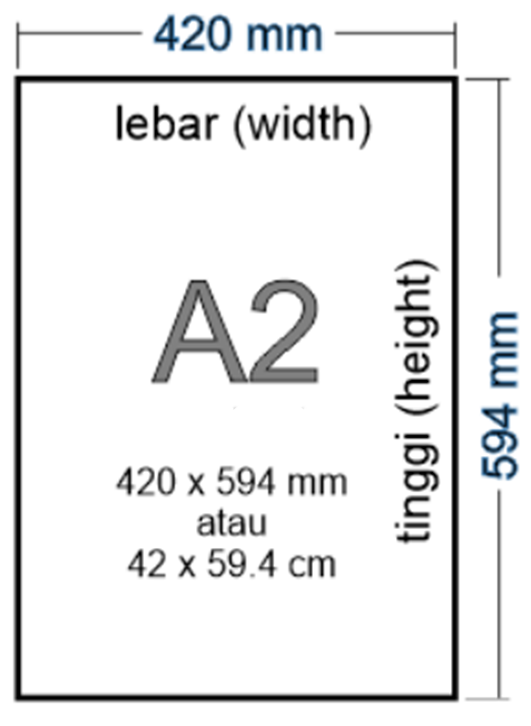 420 mm
lebar (width)
A2
tinggi (height)
594 mm
420 x 594 mm
atau
42 x 59.4 cm